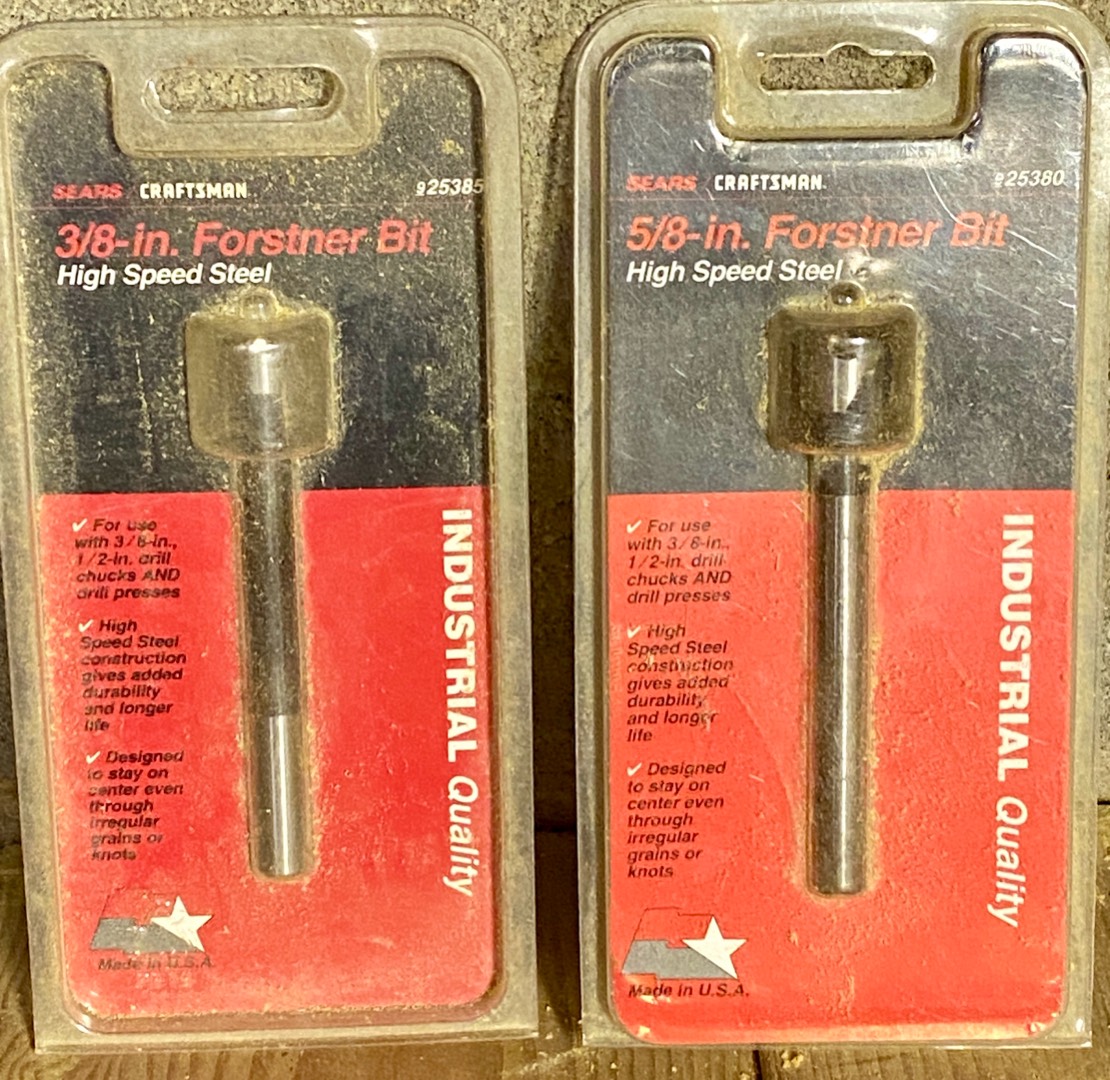 SEARS CRAFTSMAN
925385
3/8-in. Forstner Bit
High Speed Steel
✓ For use
with 3/8-in.,
1/2-in. drill
chucks AND
drill presses
✓ High
Speed Steel
construction
gives added
durability
and longer
life
✓ Designed
to stay on
center even
through
irregular
grains or
knots
Made in U.S.A.
INDUSTRIAL Quality
SEARS CRAFTSMAN
925380
5/8-in. Forstner Bit
High Speed Steel
✓ For use
with 3/8-in.,
1/2-in. drill
chucks AND
drill presses
✓ High
Speed Steel
construction
gives added
durability
and longer
life
✓ Designed
to stay on
center even
through
irregular
grains or
knots
Made in U.S.A.
INDUSTRIAL Quality